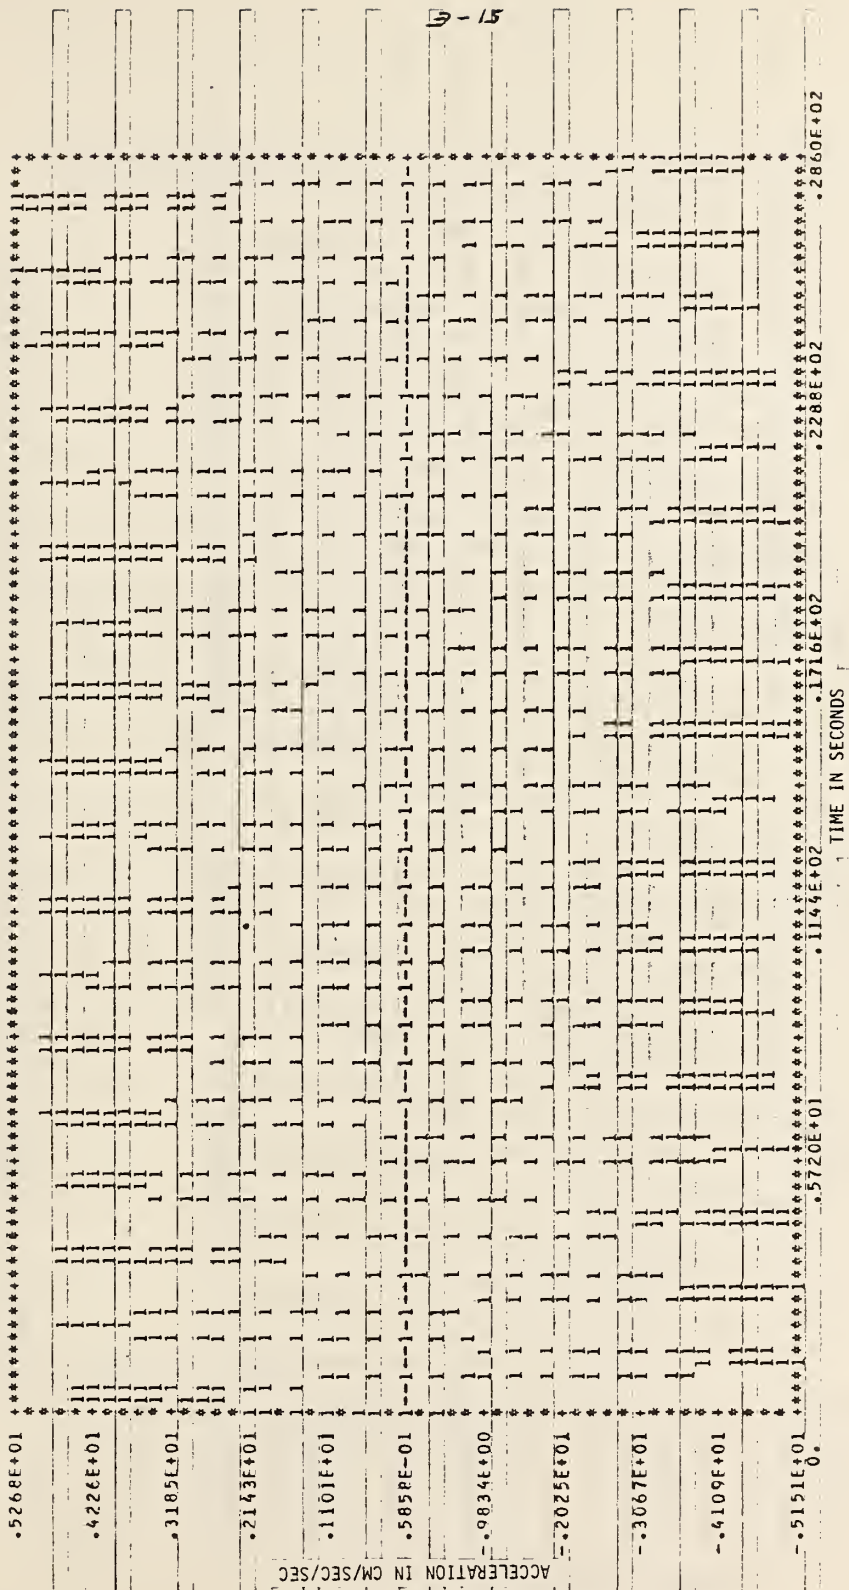 E-15
.5268E+01
.4226E+01
.3185E+01
.2143E+01
.1101E+01
.5858E-01
-.9834E+00
-.2025E+01
-.3067E+01
-.4109E+01
-.5151E+01
ACCELERATION IN CM/SEC/SEC
0. .5720E+01 .1144E+02 .1716E+02 .2288E+02 .2860E+02
TIME IN SECONDS